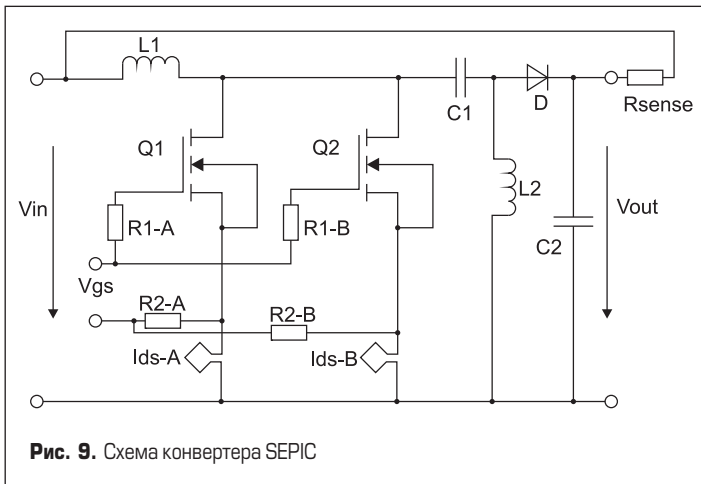 L1
C1
D
Rsense
Q1
Q2
L2
Vin
R1-A
R1-B
C2
Vout
Vgs
R2-A
R2-B
Ids-A
Ids-B
Рис. 9. Схема конвертера SEPIC